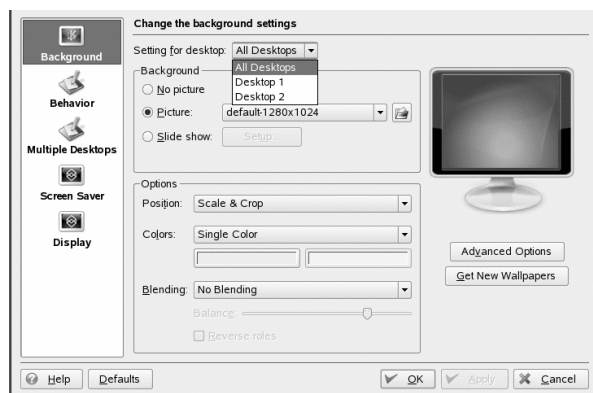 Change the background settings
Background
Behavior
Multiple Desktops
Screen Saver
Display
Setting for desktop: All Desktops
All Desktops
Desktop 1
Desktop 2
Background
No picture
Picture: default-1280x1024
Slide show: Setup...
Options
Position: Scale & Crop
Colors: Single Color
Blending: No Blending
Balance:
Reverse roles
Advanced Options
Get New Wallpapers
Help Defaults OK Apply Cancel